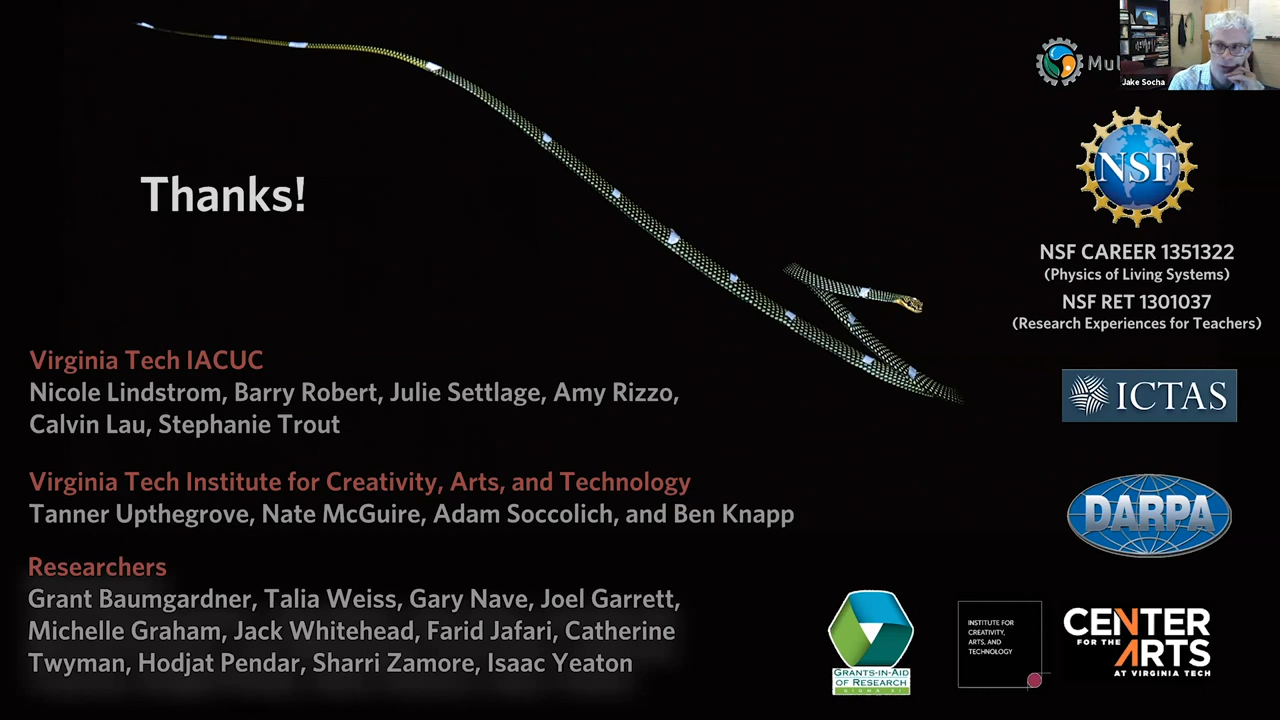 Mul
Jake Socha
Thanks!
NSF
NSF CAREER 1351322
(Physics of Living Systems)
NSF RET 1301037
(Research Experiences for Teachers)
Virginia Tech IACUC
Nicole Lindstrom, Barry Robert, Julie Settlage, Amy Rizzo,
Calvin Lau, Stephanie Trout
ICTAS
Virginia Tech Institute for Creativity, Arts, and Technology
Tanner Upthegrove, Nate McGuire, Adam Soccolich, and Ben Knapp
DARPA
Researchers
Grant Baumgardner, Talia Weiss, Gary Nave, Joel Garrett,
Michelle Graham, Jack Whitehead, Farid Jafari, Catherine
Twyman, Hodjat Pendar, Sharri Zamore, Isaac Yeaton
GRANTS-IN-AID
OF RESEARCH
SIGMA XI
INSTITUTE FOR
CREATIVITY,
ARTS, AND
TECHNOLOGY
CENTER
FOR THE
ARTS
AT VIRGINIA TECH